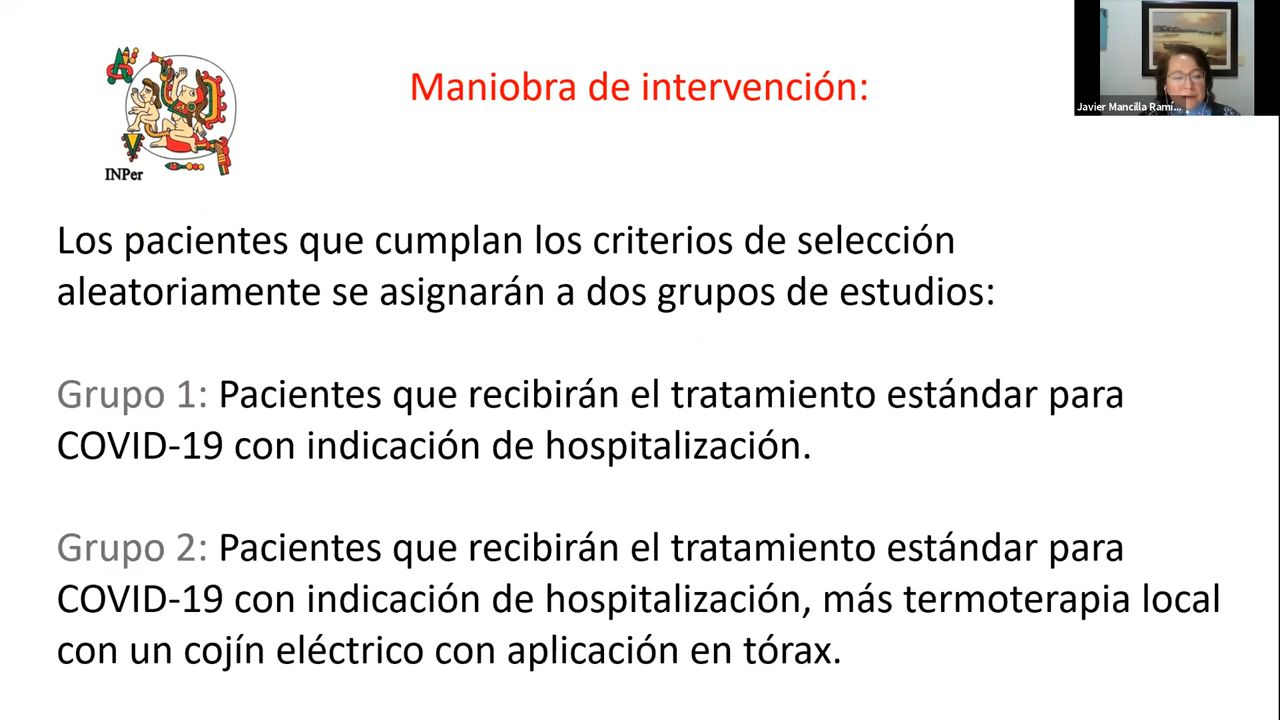 Maniobra de intervención:
Javier Mancilla Ramí...
INPer
Los pacientes que cumplan los criterios de selección
aleatoriamente se asignarán a dos grupos de estudios:
Grupo 1: Pacientes que recibirán el tratamiento estándar para
COVID-19 con indicación de hospitalización.
Grupo 2: Pacientes que recibirán el tratamiento estándar para
COVID-19 con indicación de hospitalización, más termoterapia local
con un cojín eléctrico con aplicación en tórax.